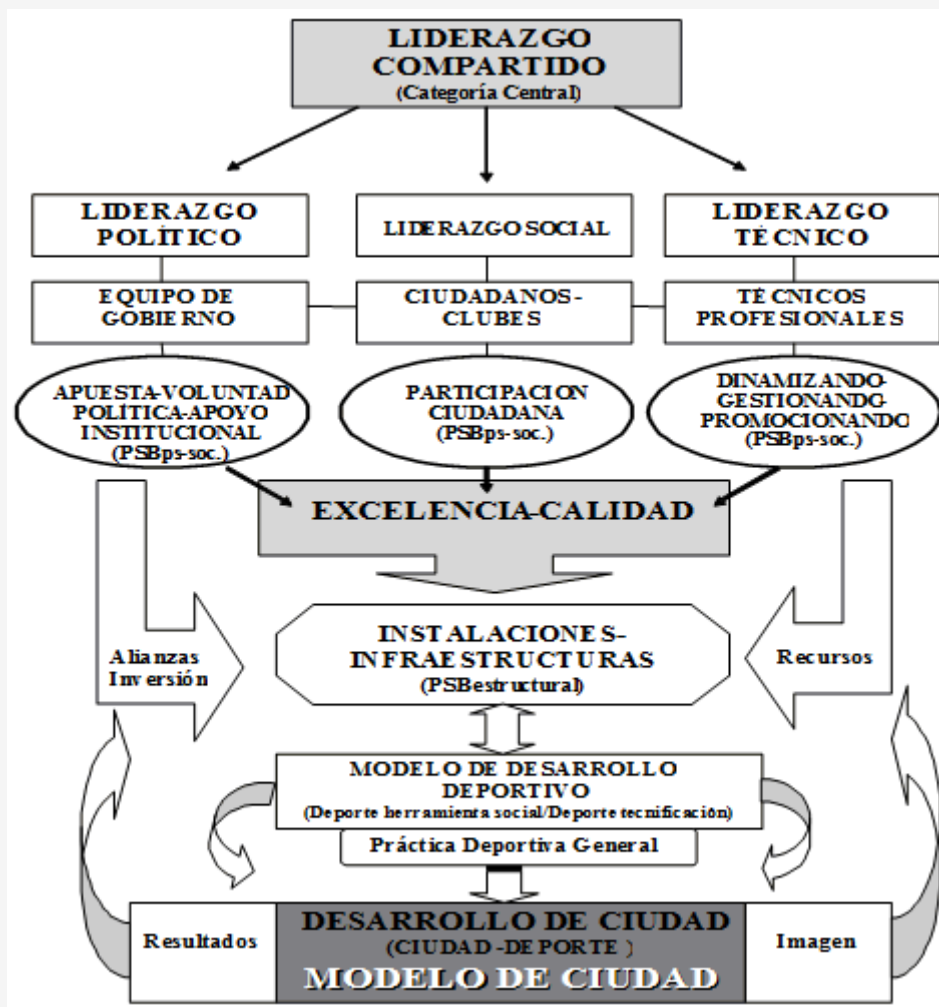 LIDERAZGO
COMPARTIDO
(Categoría Central)
LIDERAZGO
POLÍTICO
LIDERAZGO SOCIAL
LIDERAZGO
TÉCNICO
EQUIPO DE
GOBIERNO
CIUDADANOS-
CLUBES
TÉCNICOS
PROFESIONALES
APUESTA-VOLUNTAD
POLÍTICA-APOYO
INSTITUCIONAL
(PSBps-soc.)
PARTICIPACION
CIUDADANA
(PSBps-soc.)
DINAMIZANDO-
GESTIONANDO-
PROMOCIONANDO
(PSBps-soc.)
EXCELENCIA-CALIDAD
INSTALACIONES-
INFRAESTRUCTURAS
(PSBestructural)
Alianzas
Inversión
Recursos
MODELO DE DESARROLLO
DEPORTIVO
(Deporte herramienta social/Deporte tecnificación)
Práctica Deportiva General
Resultados
DESARROLLO DE CIUDAD
(CIUDAD-DEPORTE)
MODELO DE CIUDAD
Imagen